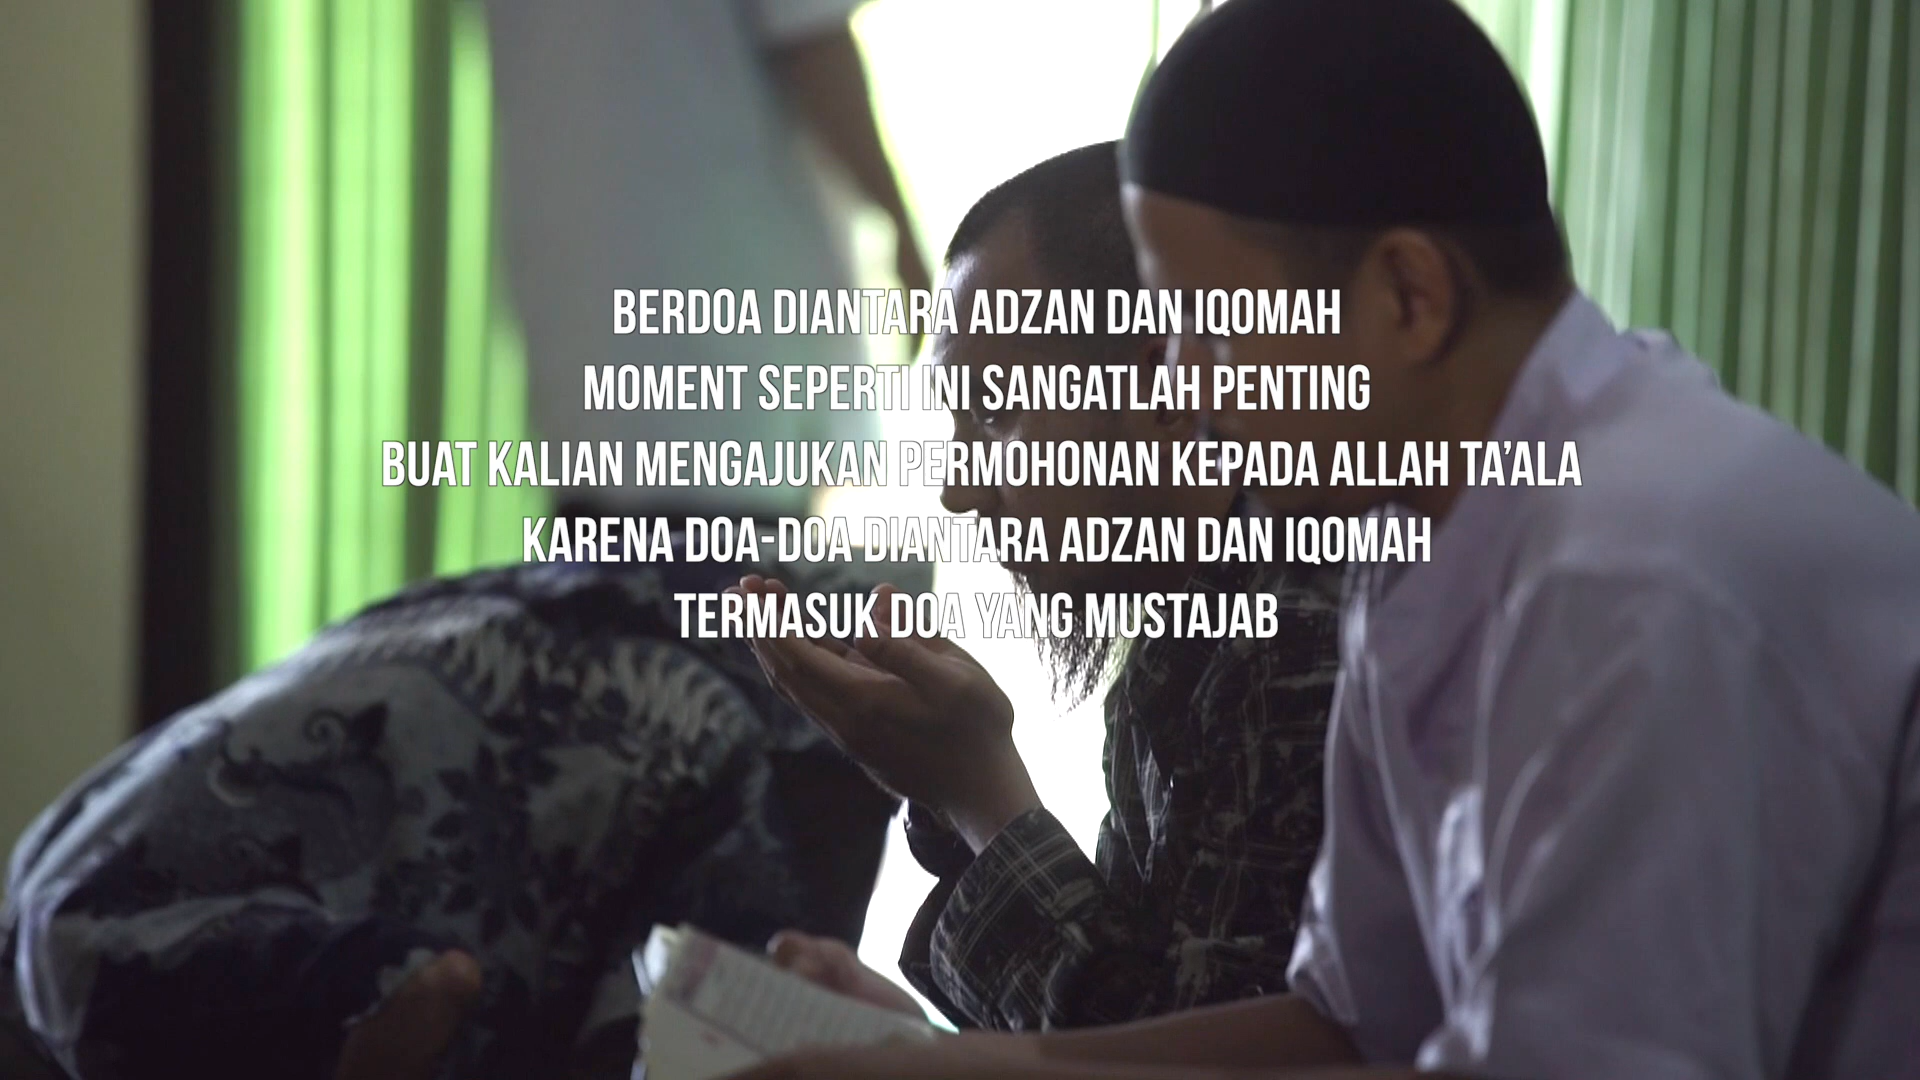 BERDOA DIANTARA ADZAN DAN IQOMAH
MOMENT SEPERTI INI SANGATLAH PENTING
BUAT KALIAN MENGAJUKAN PERMOHONAN KEPADA ALLAH TA'ALA
KARENA DOA-DOA DIANTARA ADZAN DAN IQOMAH
TERMASUK DOA YANG MUSTAJAB